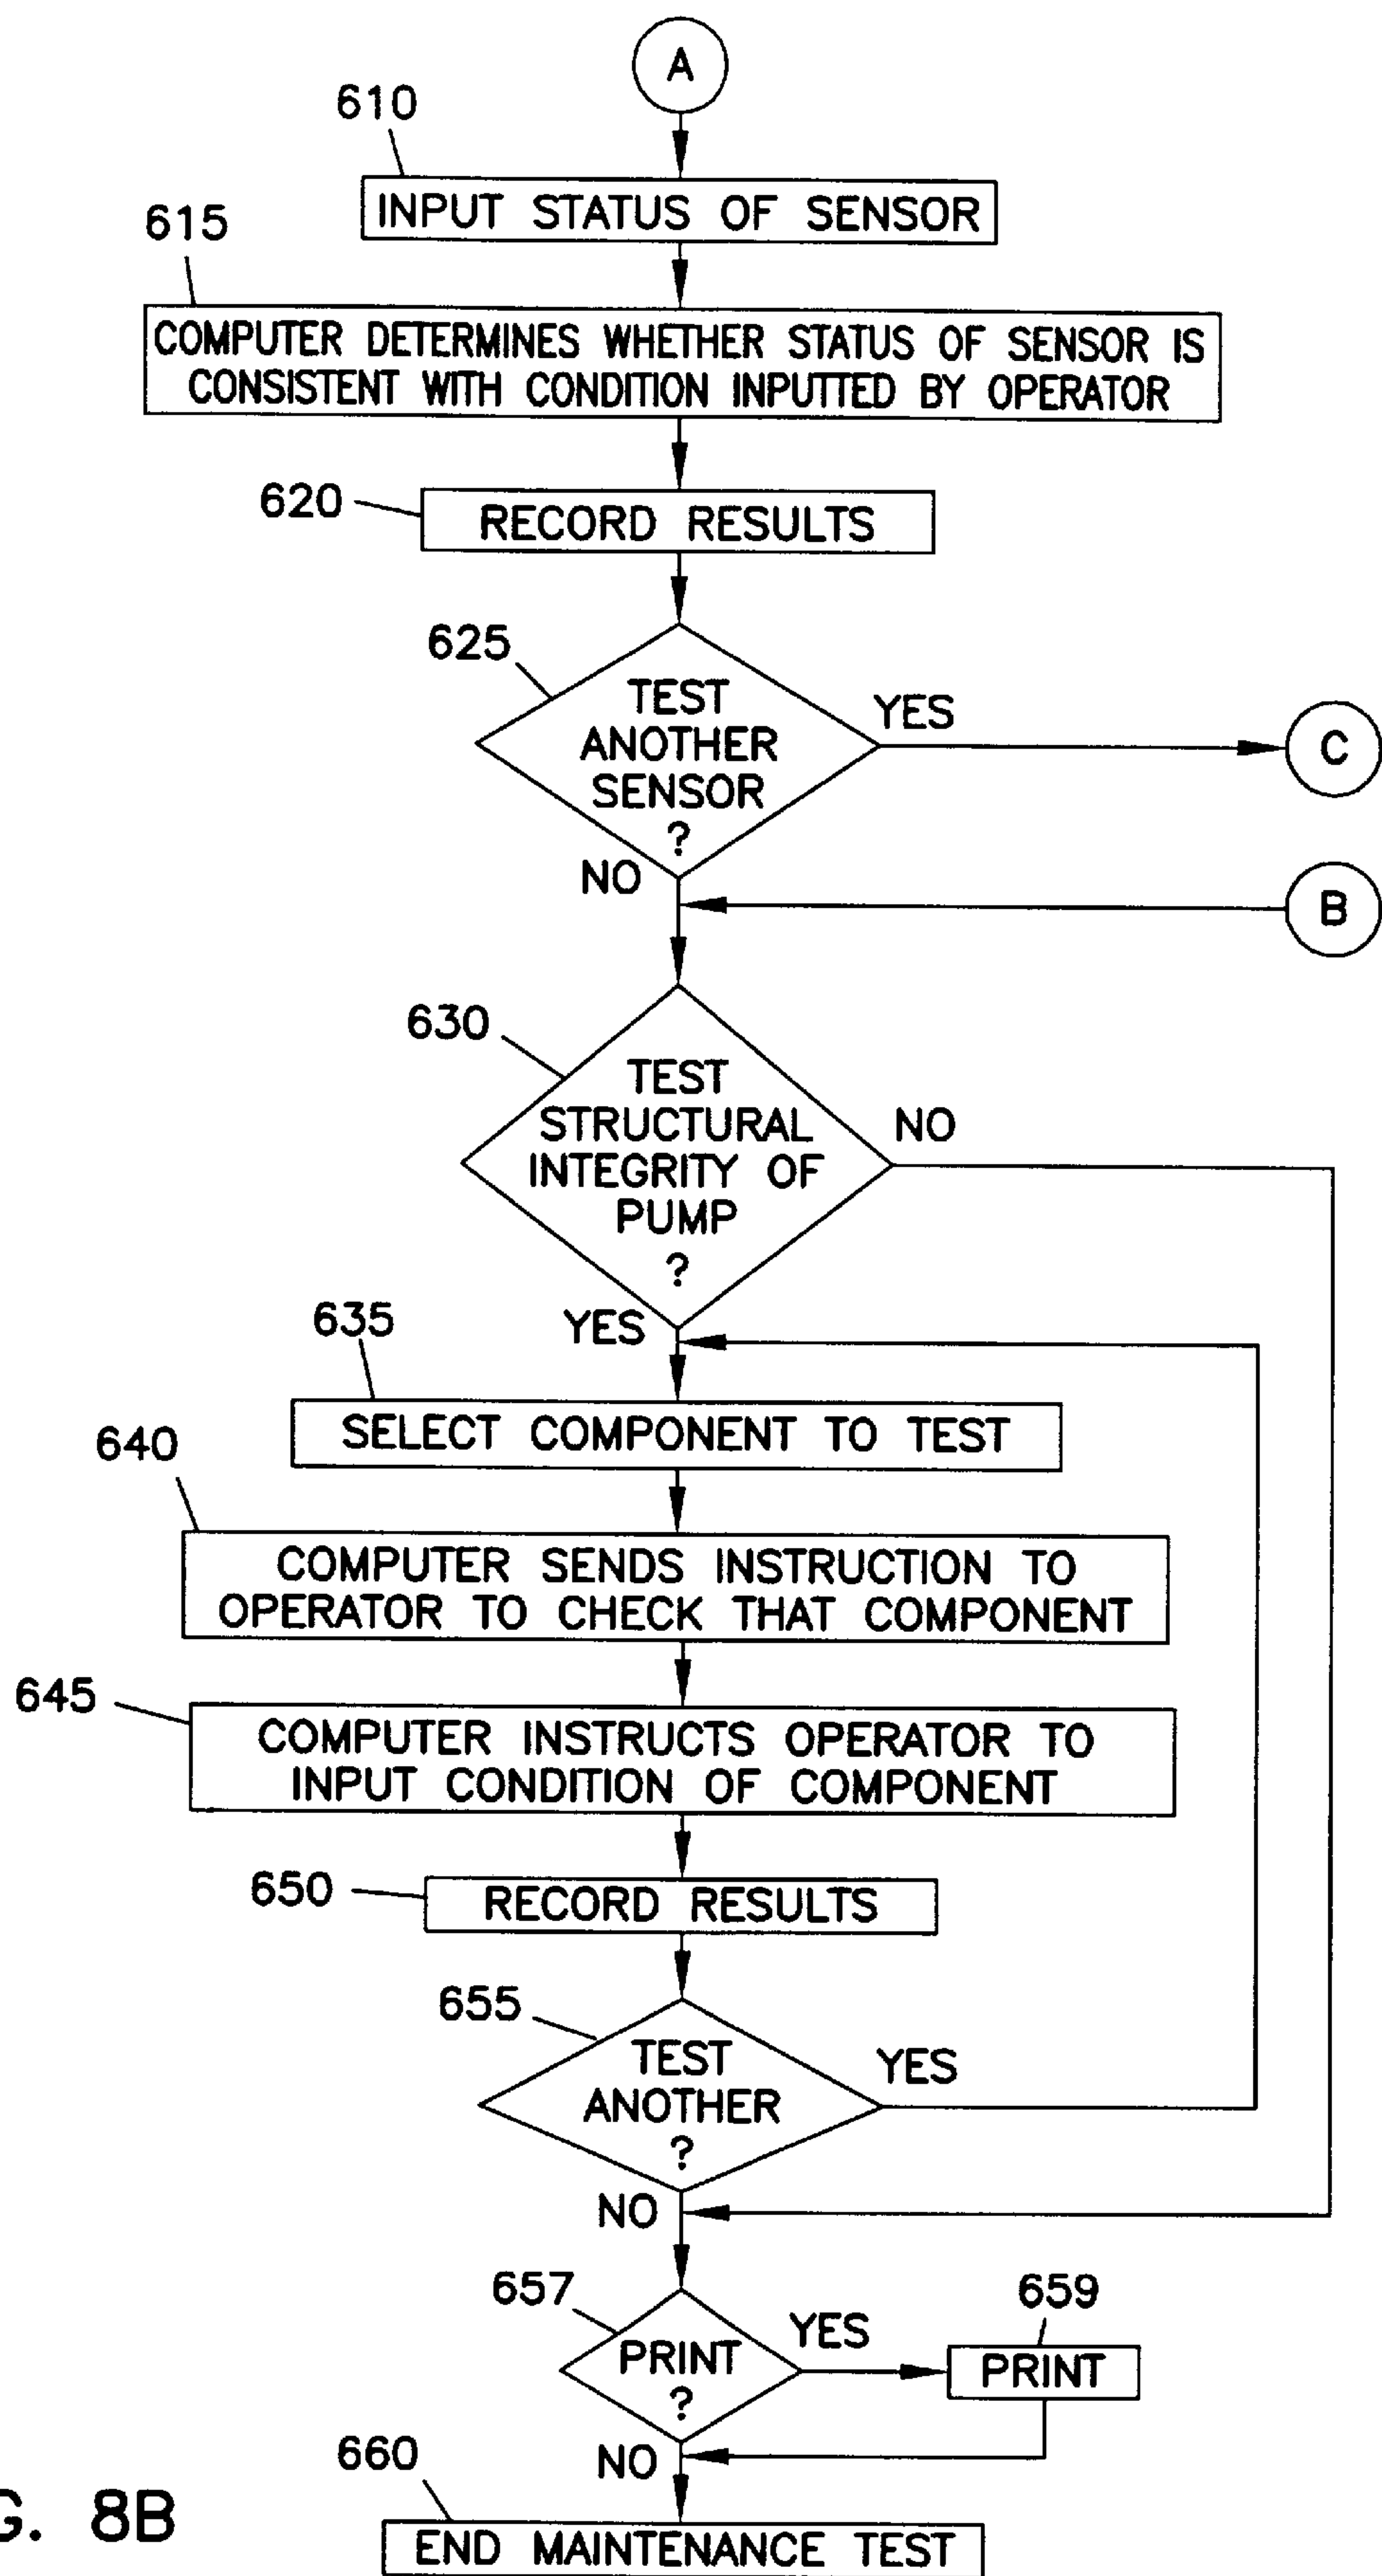 A
610
INPUT STATUS OF SENSOR
615
COMPUTER DETERMINES WHETHER STATUS OF SENSOR IS
CONSISTENT WITH CONDITION INPUTTED BY OPERATOR
620
RECORD RESULTS
625
TEST
ANOTHER
SENSOR
?
YES
C
NO
B
630
TEST
STRUCTURAL
INTEGRITY OF
PUMP
?
NO
YES
635
SELECT COMPONENT TO TEST
640
COMPUTER SENDS INSTRUCTION TO
OPERATOR TO CHECK THAT COMPONENT
645
COMPUTER INSTRUCTS OPERATOR TO
INPUT CONDITION OF COMPONENT
650
RECORD RESULTS
655
TEST
ANOTHER
?
YES
NO
657
PRINT
?
YES
659
PRINT
NO
660
END MAINTENANCE TEST
G. 8B